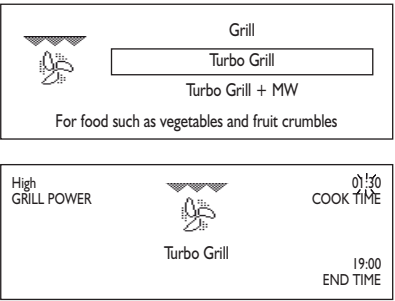 Grill
Turbo Grill
Turbo Grill + MW
For food such as vegetables and fruit crumbles
High
GRILL POWER
01:30
COOK TIME
Turbo Grill
19:00
END TIME